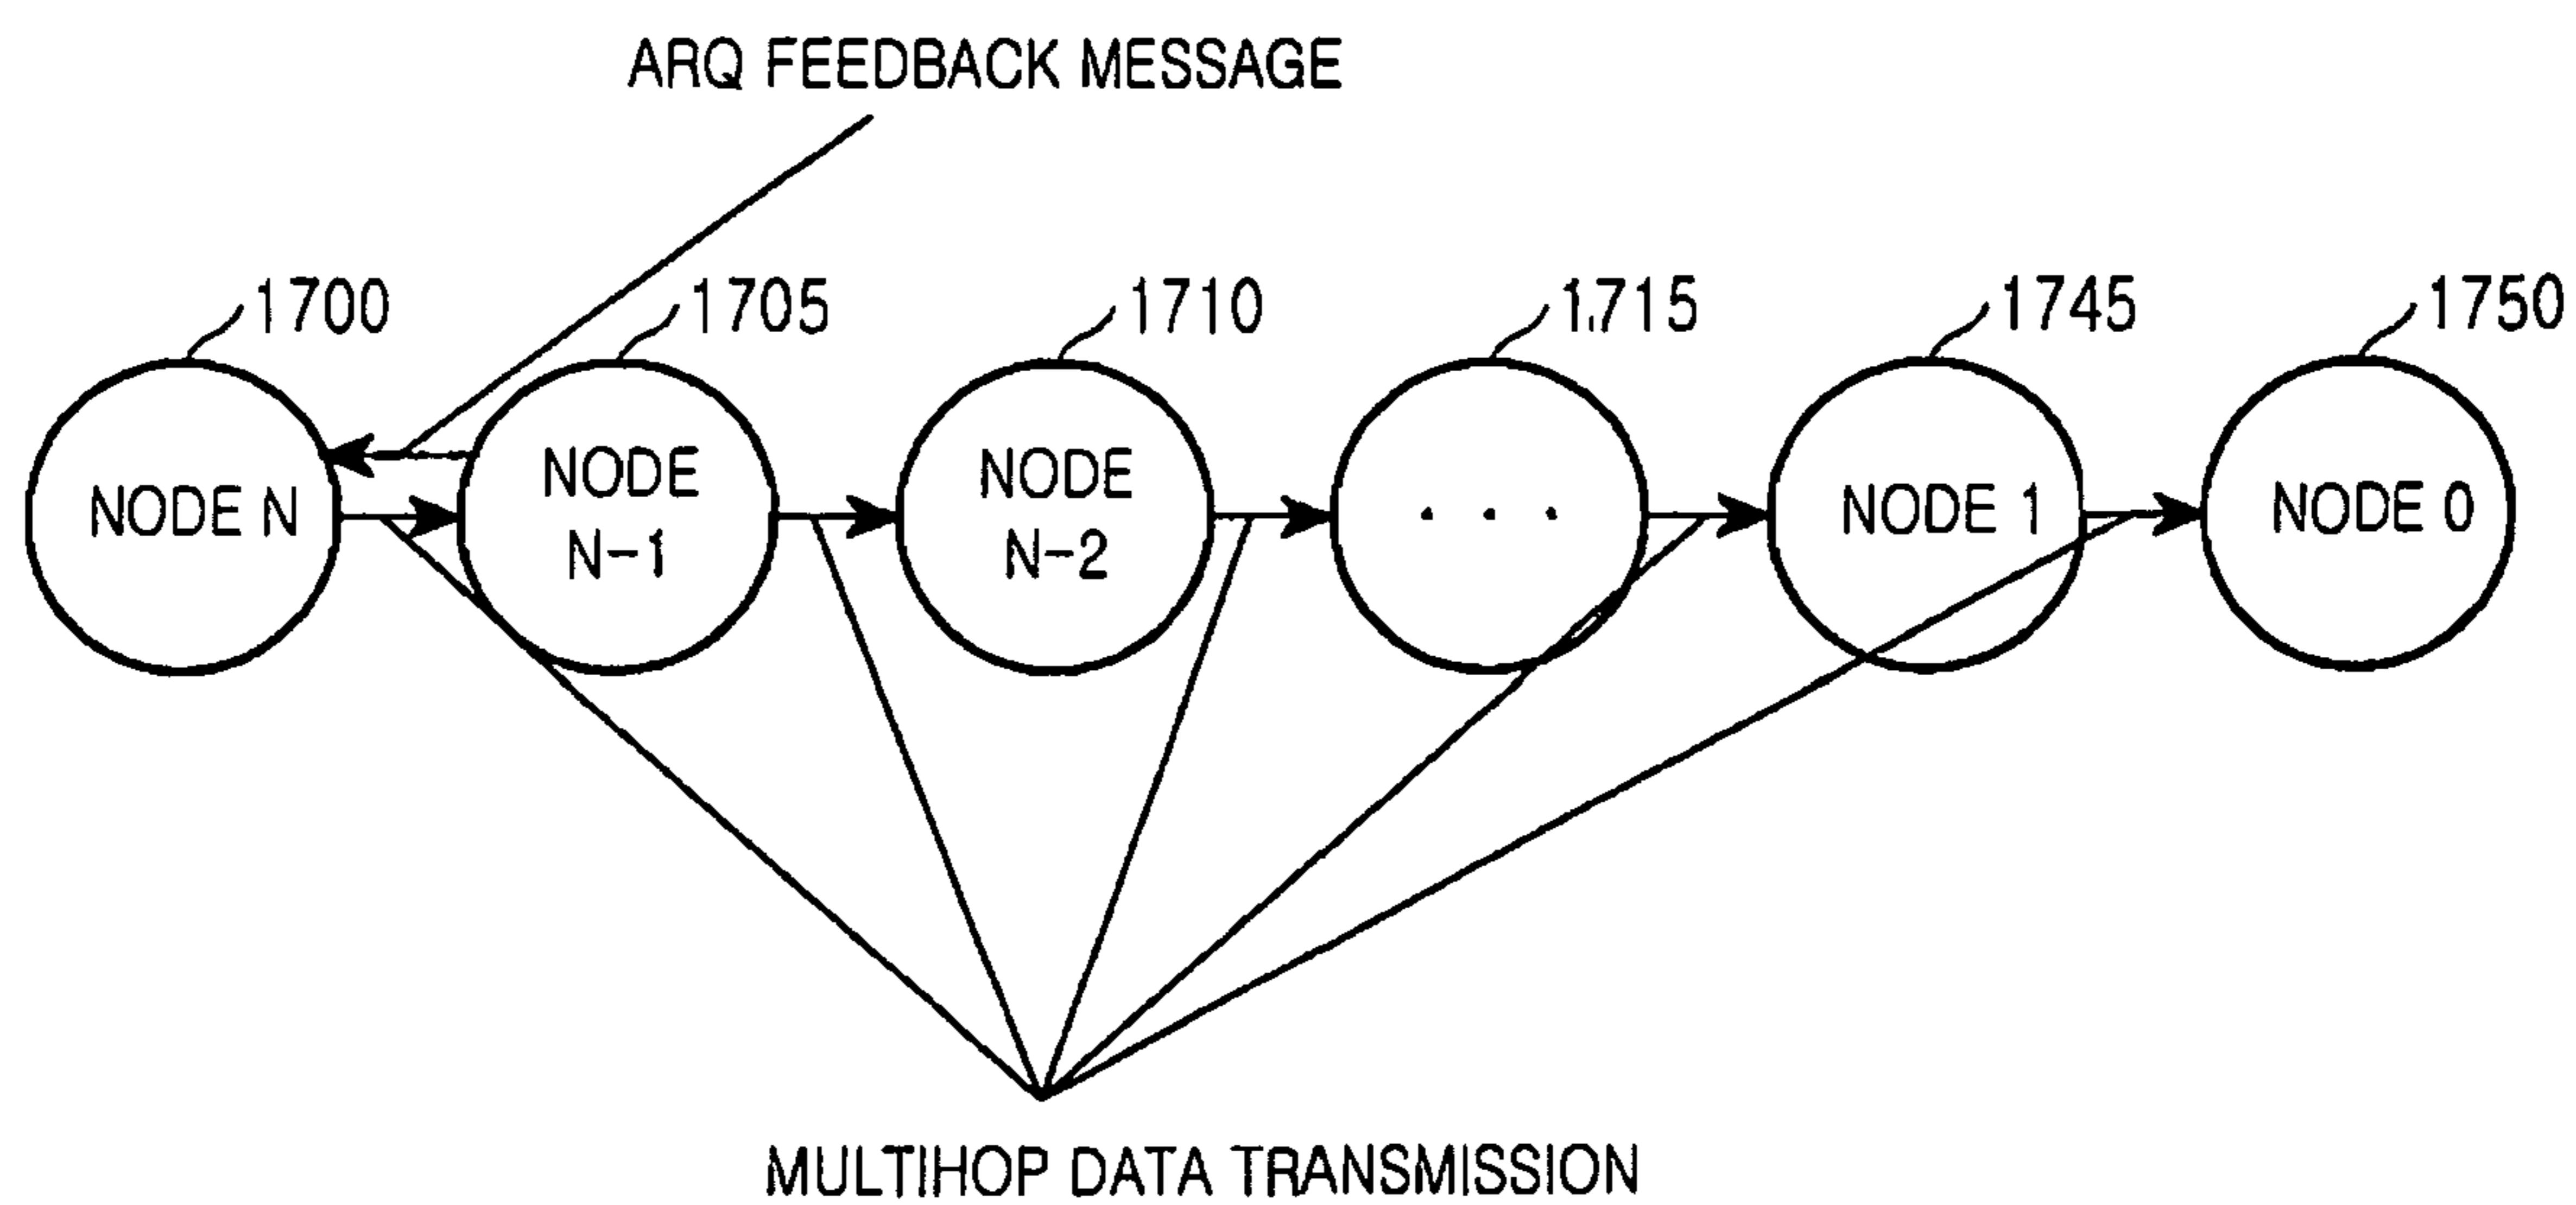 ARQ FEEDBACK MESSAGE
1700 1705 1710 1715 1745 1750
NODE N
NODE
N-1
NODE
N-2
. . .
NODE 1
NODE 0
MULTIHOP DATA TRANSMISSION